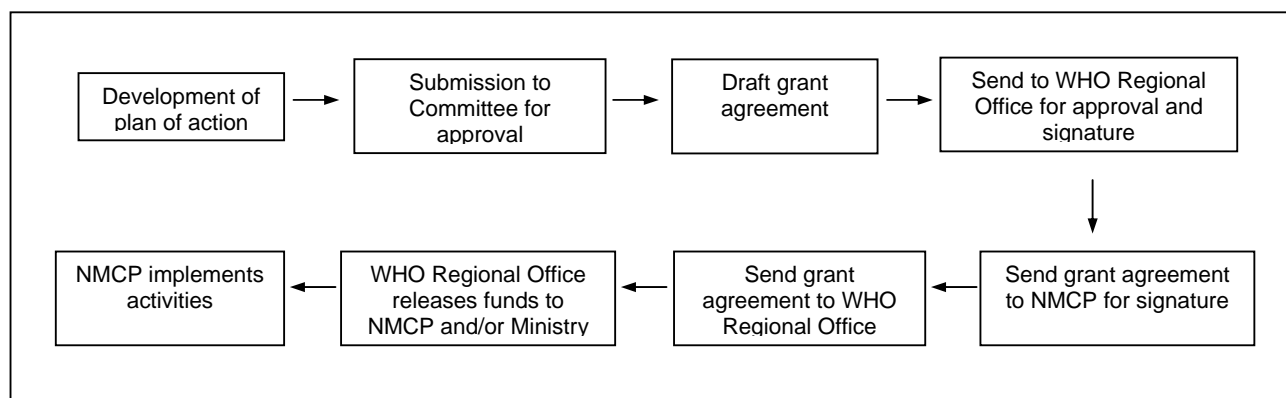 Development of
plan of action
Submission to
Committee for
approval
Draft grant
agreement
Send to WHO Regional
Office for approval and
signature
Send grant agreement
to NMCP for signature
Send grant
agreement to WHO
Regional Office
WHO Regional Office
releases funds to
NMCP and/or Ministry
NMCP implements
activities